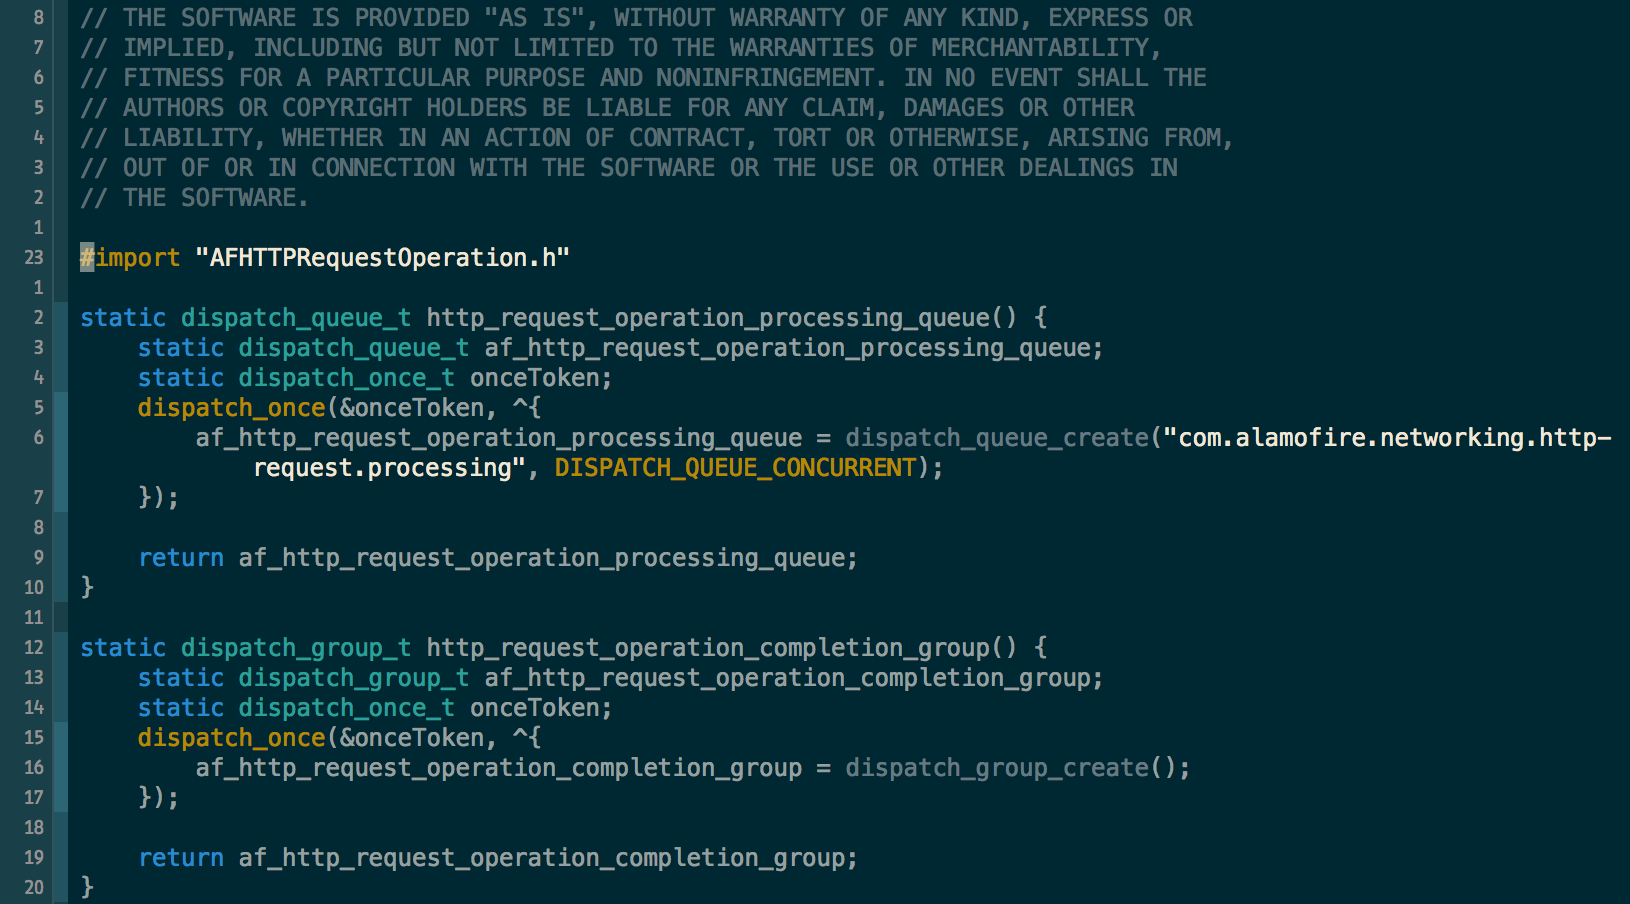 8 // THE SOFTWARE IS PROVIDED "AS IS", WITHOUT WARRANTY OF ANY KIND, EXPRESS OR
7 // IMPLIED, INCLUDING BUT NOT LIMITED TO THE WARRANTIES OF MERCHANTABILITY,
6 // FITNESS FOR A PARTICULAR PURPOSE AND NONINFRINGEMENT. IN NO EVENT SHALL THE
5 // AUTHORS OR COPYRIGHT HOLDERS BE LIABLE FOR ANY CLAIM, DAMAGES OR OTHER
4 // LIABILITY, WHETHER IN AN ACTION OF CONTRACT, TORT OR OTHERWISE, ARISING FROM,
3 // OUT OF OR IN CONNECTION WITH THE SOFTWARE OR THE USE OR OTHER DEALINGS IN
2 // THE SOFTWARE.
1
23 #import "AFHTTPRequestOperation.h"
1
2 static dispatch_queue_t http_request_operation_processing_queue() {
3     static dispatch_queue_t af_http_request_operation_processing_queue;
4     static dispatch_once_t onceToken;
5     dispatch_once(&onceToken, ^{
6         af_http_request_operation_processing_queue = dispatch_queue_create("com.alamofire.networking.http-
request.processing", DISPATCH_QUEUE_CONCURRENT);
7     });
8
9     return af_http_request_operation_processing_queue;
10 }
11
12 static dispatch_group_t http_request_operation_completion_group() {
13     static dispatch_group_t af_http_request_operation_completion_group;
14     static dispatch_once_t onceToken;
15     dispatch_once(&onceToken, ^{
16         af_http_request_operation_completion_group = dispatch_group_create();
17     });
18
19     return af_http_request_operation_completion_group;
20 }